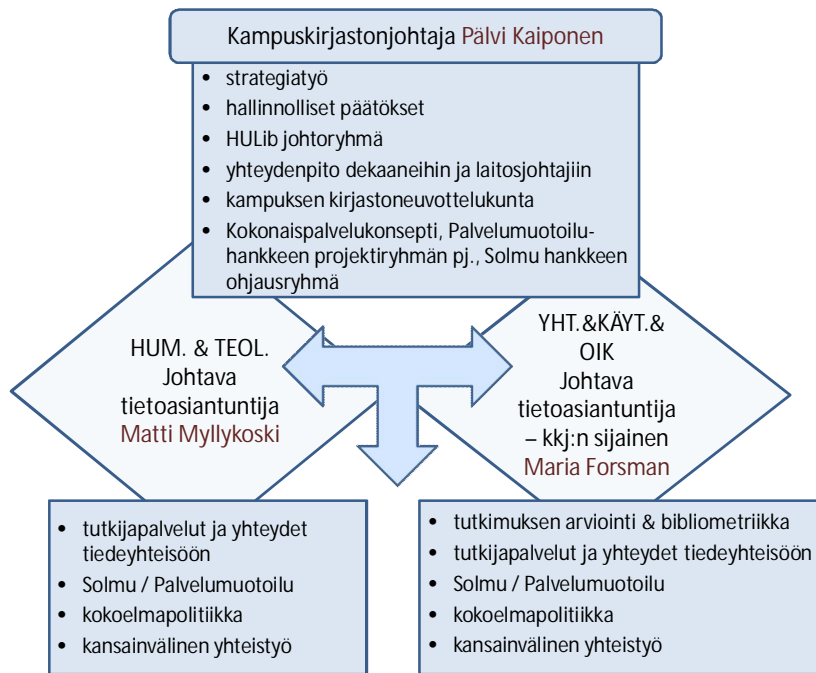 Kampuskirjastonjohtaja Pälvi Kaiponen
• strategiatyö
• hallinnolliset päätökset
• HULib johtoryhmä
• yhteydenpito dekaaneihin ja laitosjohtajiin
• kampuksen kirjastoneuvottelukunta
• Kokonaispalvelukonsepti, Palvelumuotoilu-
hankkeen projektiryhmän pj., Solmu hankkeen
ohjausryhmä
HUM. & TEOL.
Johtava
tietoasiantuntija
Matti Myllykoski
YHT.&KÄYT.&
OIK
Johtava
tietoasiantuntija
– kkj:n sijainen
Maria Forsman
• tutkijapalvelut ja yhteydet
tiedeyhteisöön
• Solmu / Palvelumuotoilu
• kokoelmapolitiikka
• kansainvälinen yhteistyö
• tutkimuksen arviointi & bibliometriikka
• tutkijapalvelut ja yhteydet tiedeyhteisöön
• Solmu / Palvelumuotoilu
• kokoelmapolitiikka
• kansainvälinen yhteistyö